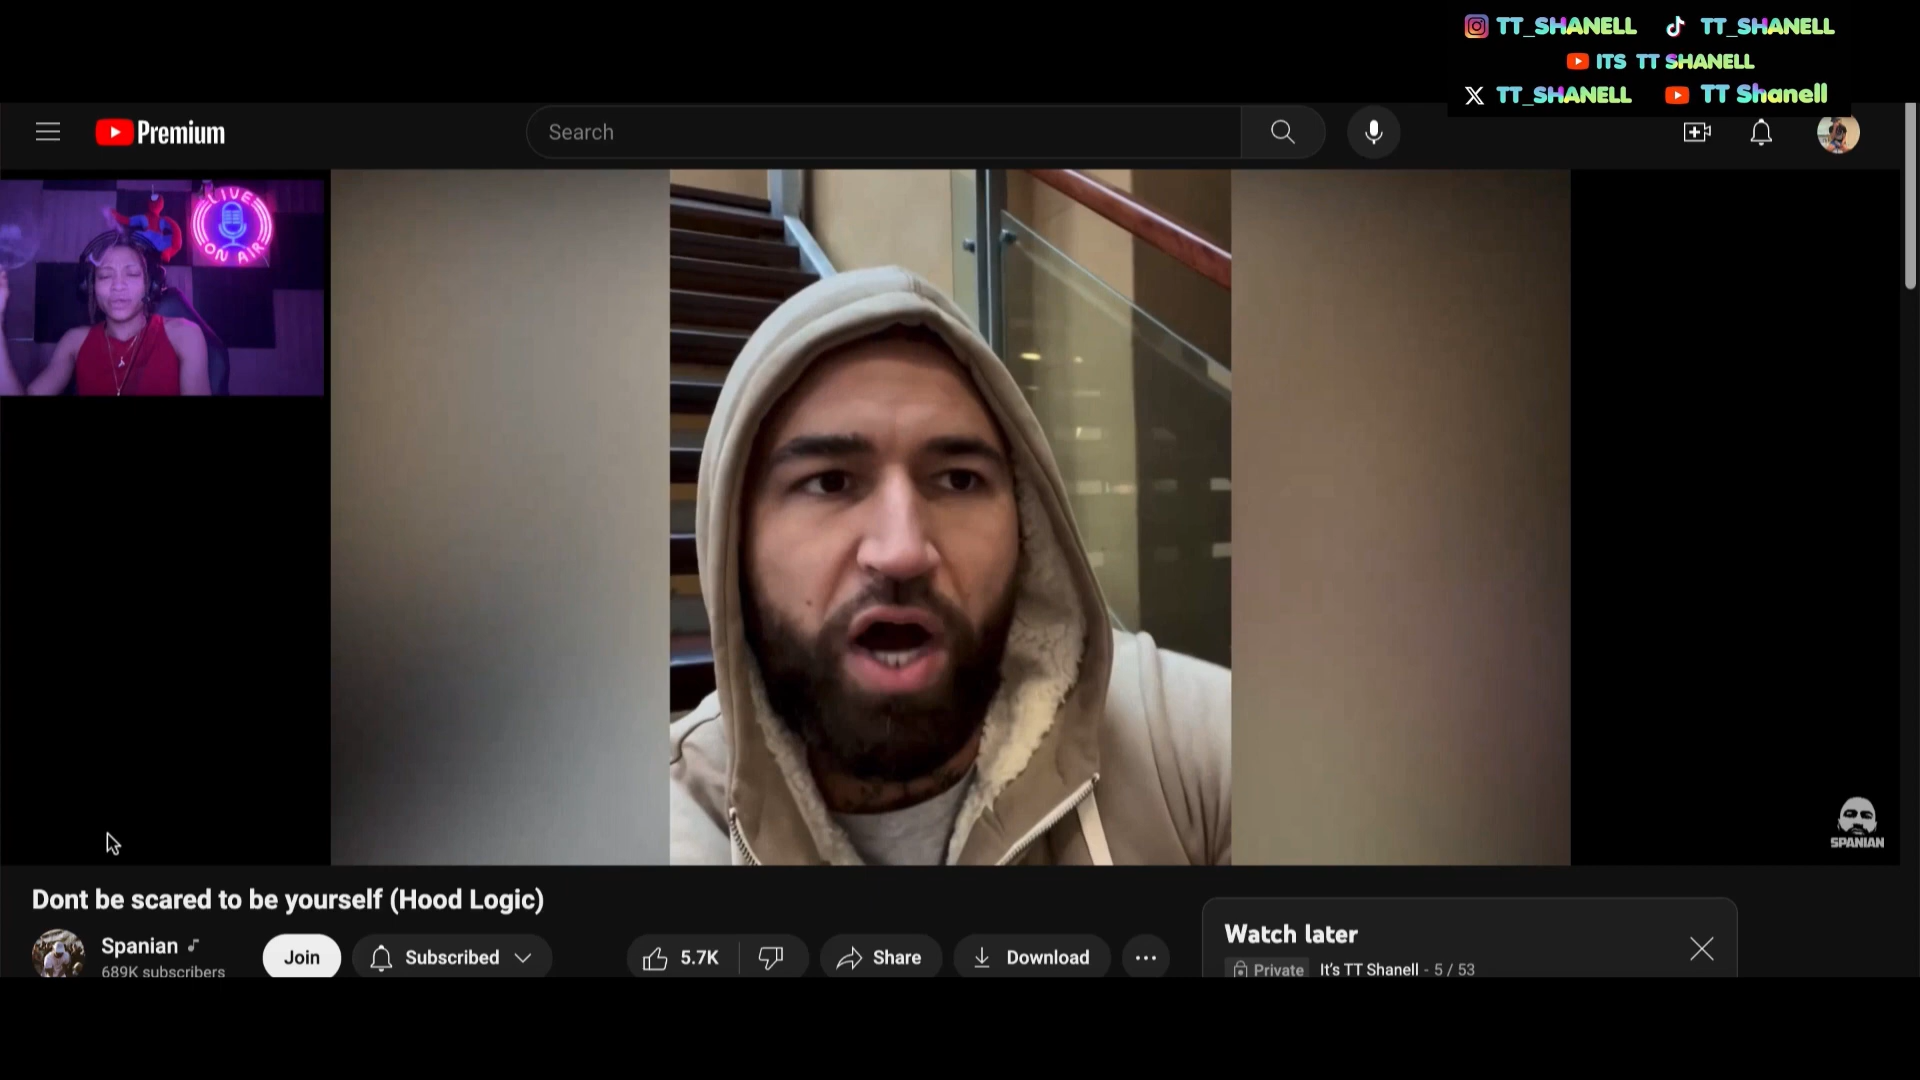 TT_SHANELL TT_SHANELL
ITS TT SHANELL
TT_SHANELL TT Shanell
Premium
Search
LIVE
ON AIR
SPANIAN
Dont be scared to be yourself (Hood Logic)
Spanian
689K subscribers
Join
Subscribed
5.7K
Share
Download
Watch later
Private It's TT Shanell - 5 / 53